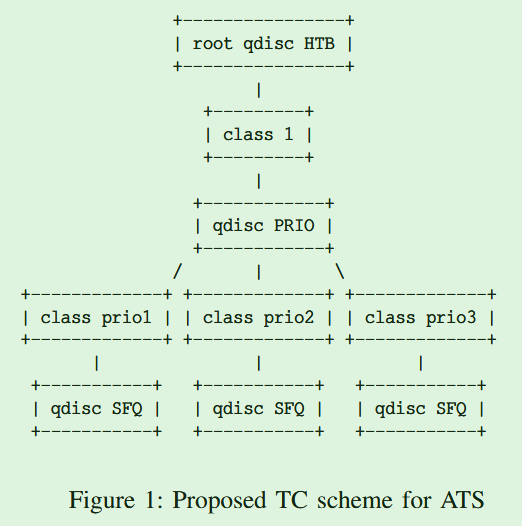 +----------------+
| root qdisc HTB |
+----------------+
|
+---------+
| class 1 |
+---------+
|
+------------+
| qdisc PRIO |
+------------+
/ | \
+-------------+ +-------------+ +-------------+
| class prio1 | | class prio2 | | class prio3 |
+-------------+ +-------------+ +-------------+
| | |
+-----------+ +-----------+ +-----------+
| qdisc SFQ | | qdisc SFQ | | qdisc SFQ |
+-----------+ +-----------+ +-----------+
Figure 1: Proposed TC scheme for ATS